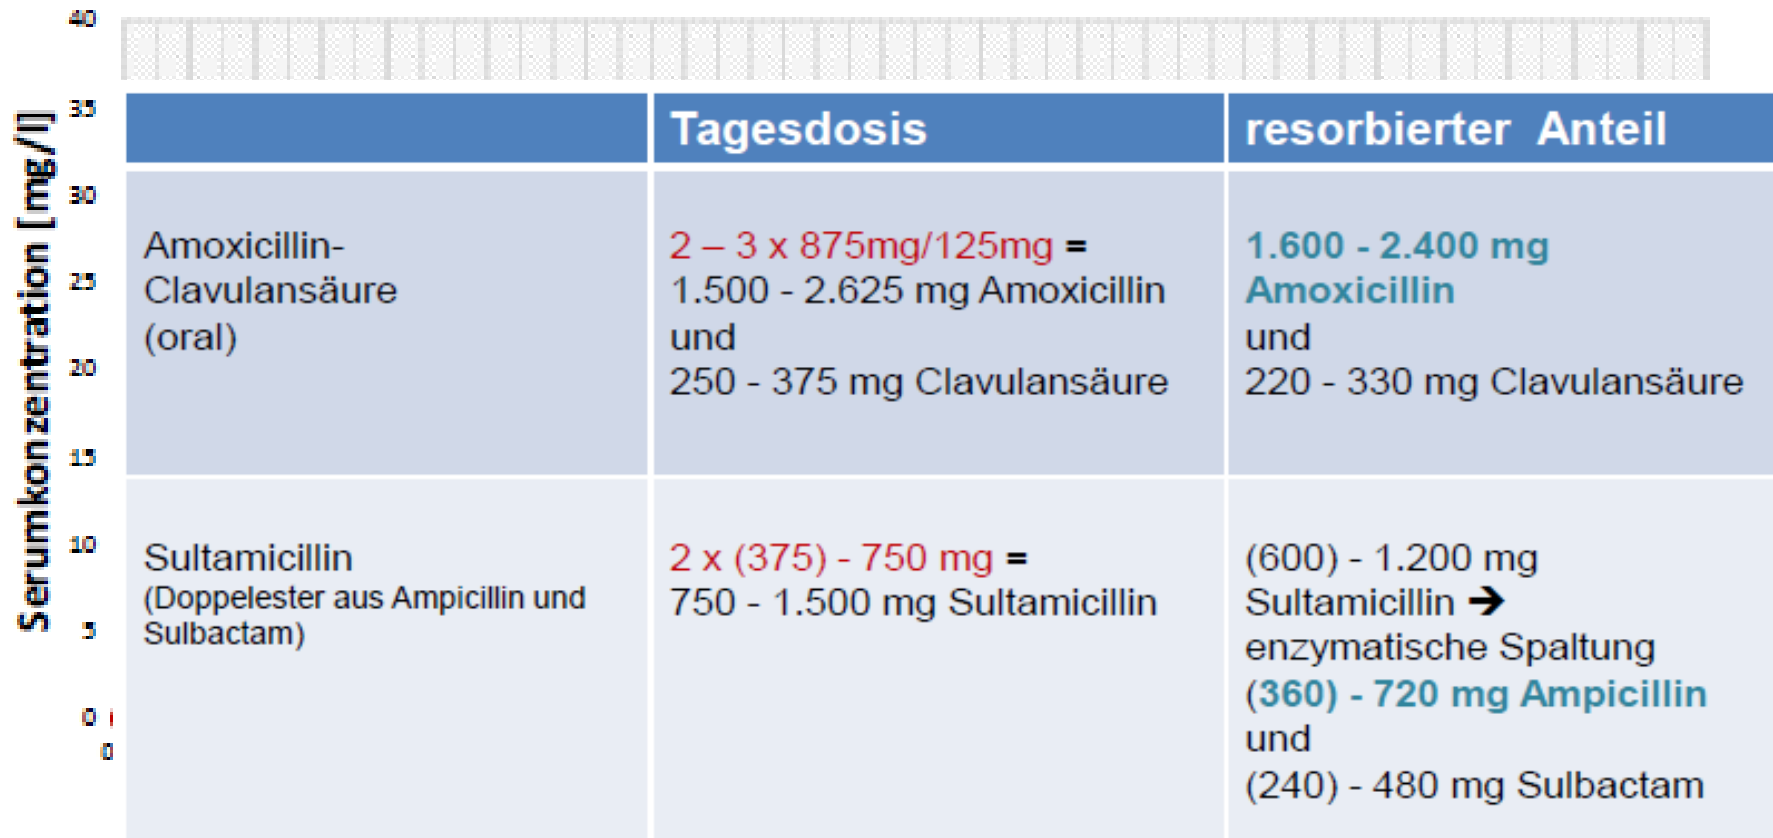 40
35
30
25
20
15
10
5
0
0
Serumkonzentration [mg/l]
Tagesdosis
resorbierter Anteil
Amoxicillin-
Clavulansäure
(oral)
2 – 3 x 875mg/125mg =
1.500 - 2.625 mg Amoxicillin
und
250 - 375 mg Clavulansäure
1.600 - 2.400 mg
Amoxicillin
und
220 - 330 mg Clavulansäure
Sultamicillin
(Doppelester aus Ampicillin und
Sulbactam)
2 x (375) - 750 mg =
750 - 1.500 mg Sultamicillin
(600) - 1.200 mg
Sultamicillin ➔
enzymatische Spaltung
(360) - 720 mg Ampicillin
und
(240) - 480 mg Sulbactam